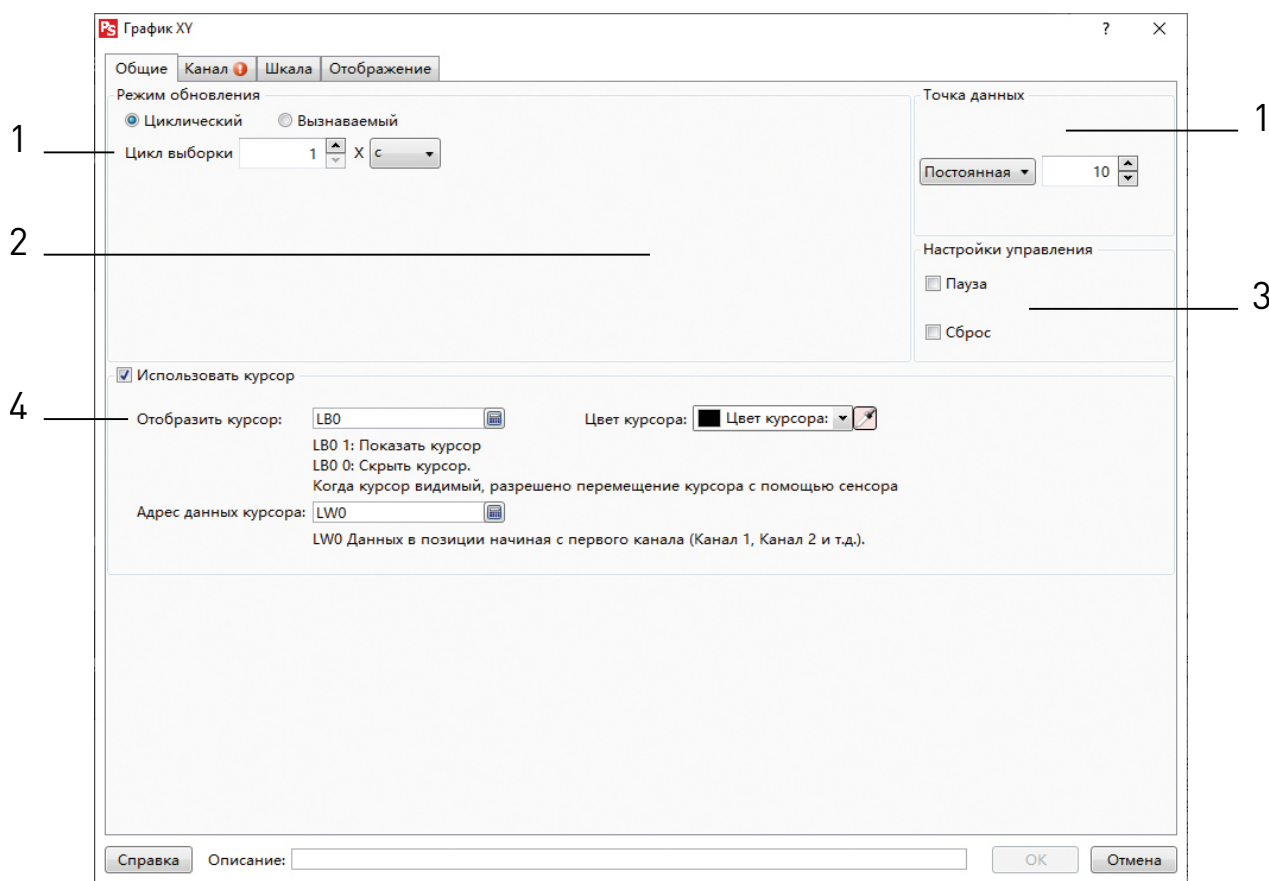 PS График XY ? ×
Общие Канал Шкала Отображение
Режим обновления
Точка данных
Циклический Вызнаваемый
1
1
Цикл выборки 1 X с
Постоянная 10
2
Настройки управления
Пауза
3
Сброс
Использовать курсор
4
Отобразить курсор: LB0 Цвет курсора: Цвет курсора:
LB0 1: Показать курсор
LB0 0: Скрыть курсор.
Когда курсор видимый, разрешено перемещение курсора с помощью сенсора
Адрес данных курсора: LW0
LW0 Данных в позиции начиная с первого канала (Канал 1, Канал 2 и т.д.).
Справка Описание: OK Отмена